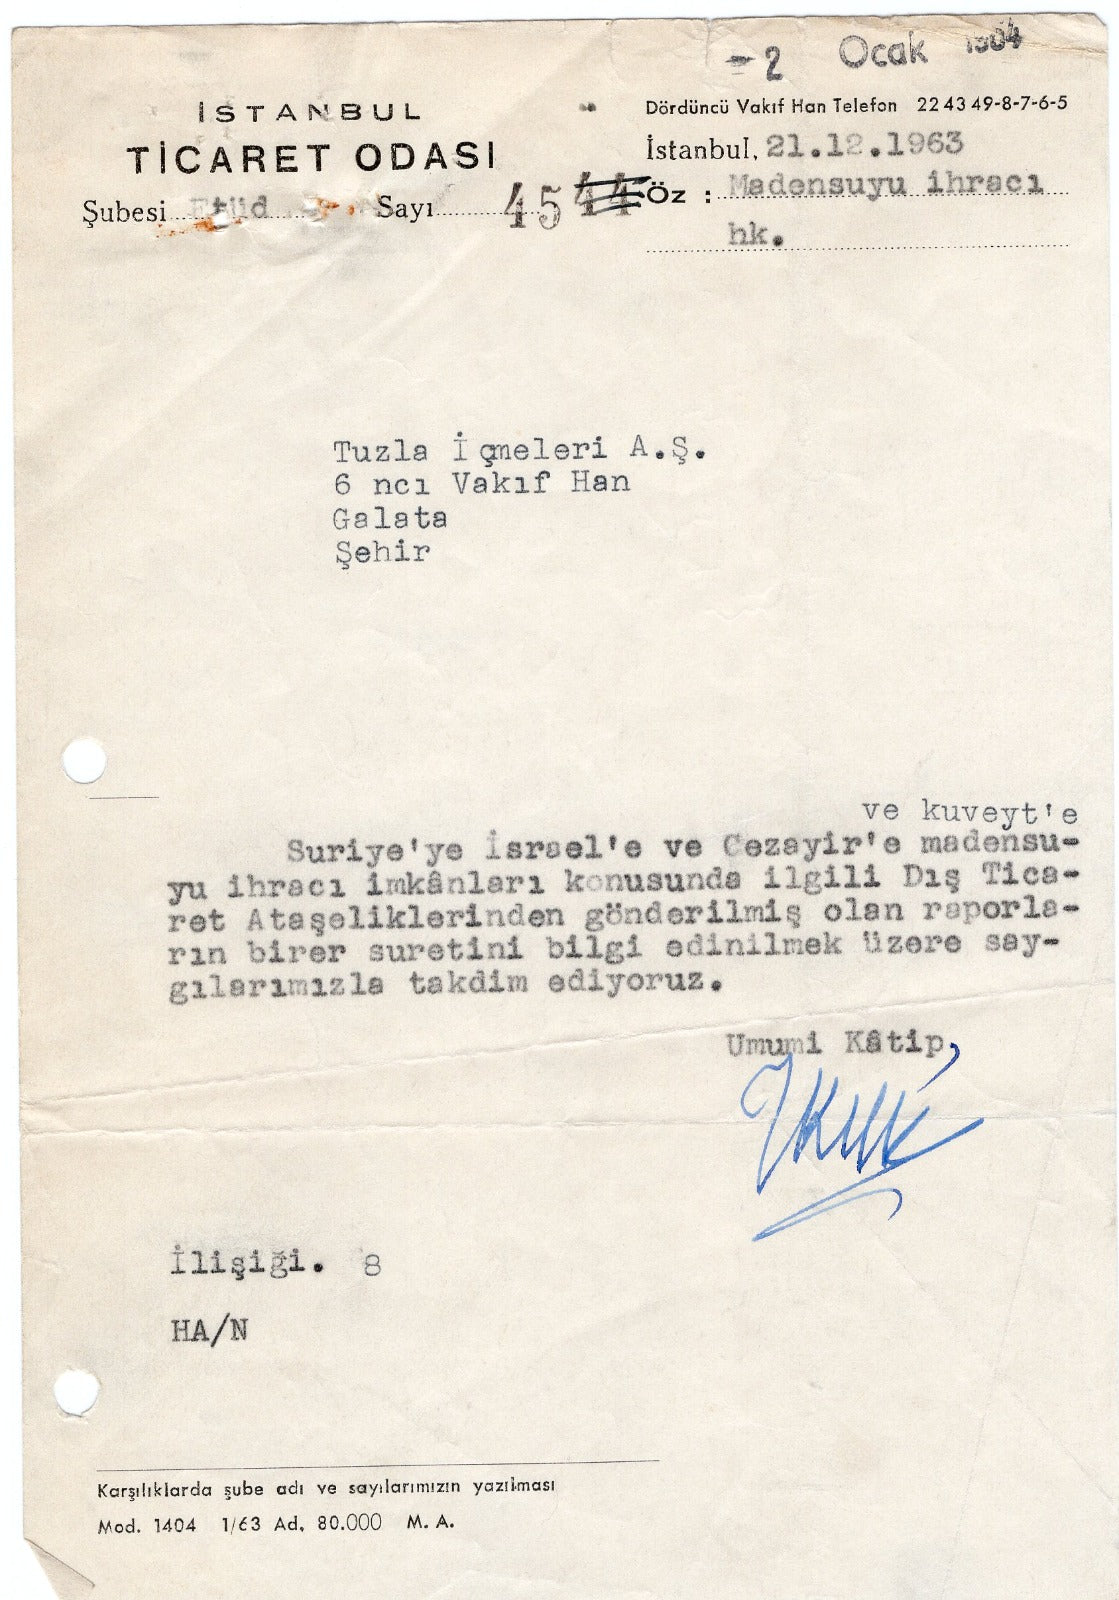 -2 Ocak 1964
İSTANBUL
TİCARET ODASI
Dördüncü Vakıf Han Telefon 22 43 49-8-7-6-5
İstanbul, 21.12.1963
Şubesi Etüd Sayı 4544 Öz : Madensuyu ihracı
hk.
Tuzla İçmeleri A.Ş.
6 ncı Vakıf Han
Galata
Şehir
ve kuveyt'e
Suriye'ye İsrael'e ve Cezayir'e madensu-
yu ihracı imkânları konusunda ilgili Dış Tica-
ret Ataşeliklerinden gönderilmiş olan raporla-
rın birer suretini bilgi edinilmek üzere say-
gılarımızla takdim ediyoruz.
Umumi Kâtip,
İlişiği. 8
HA/N
Karşılıklarda şube adı ve sayılarımızın yazılması
Mod. 1404 1/63 Ad. 80.000 M. A.